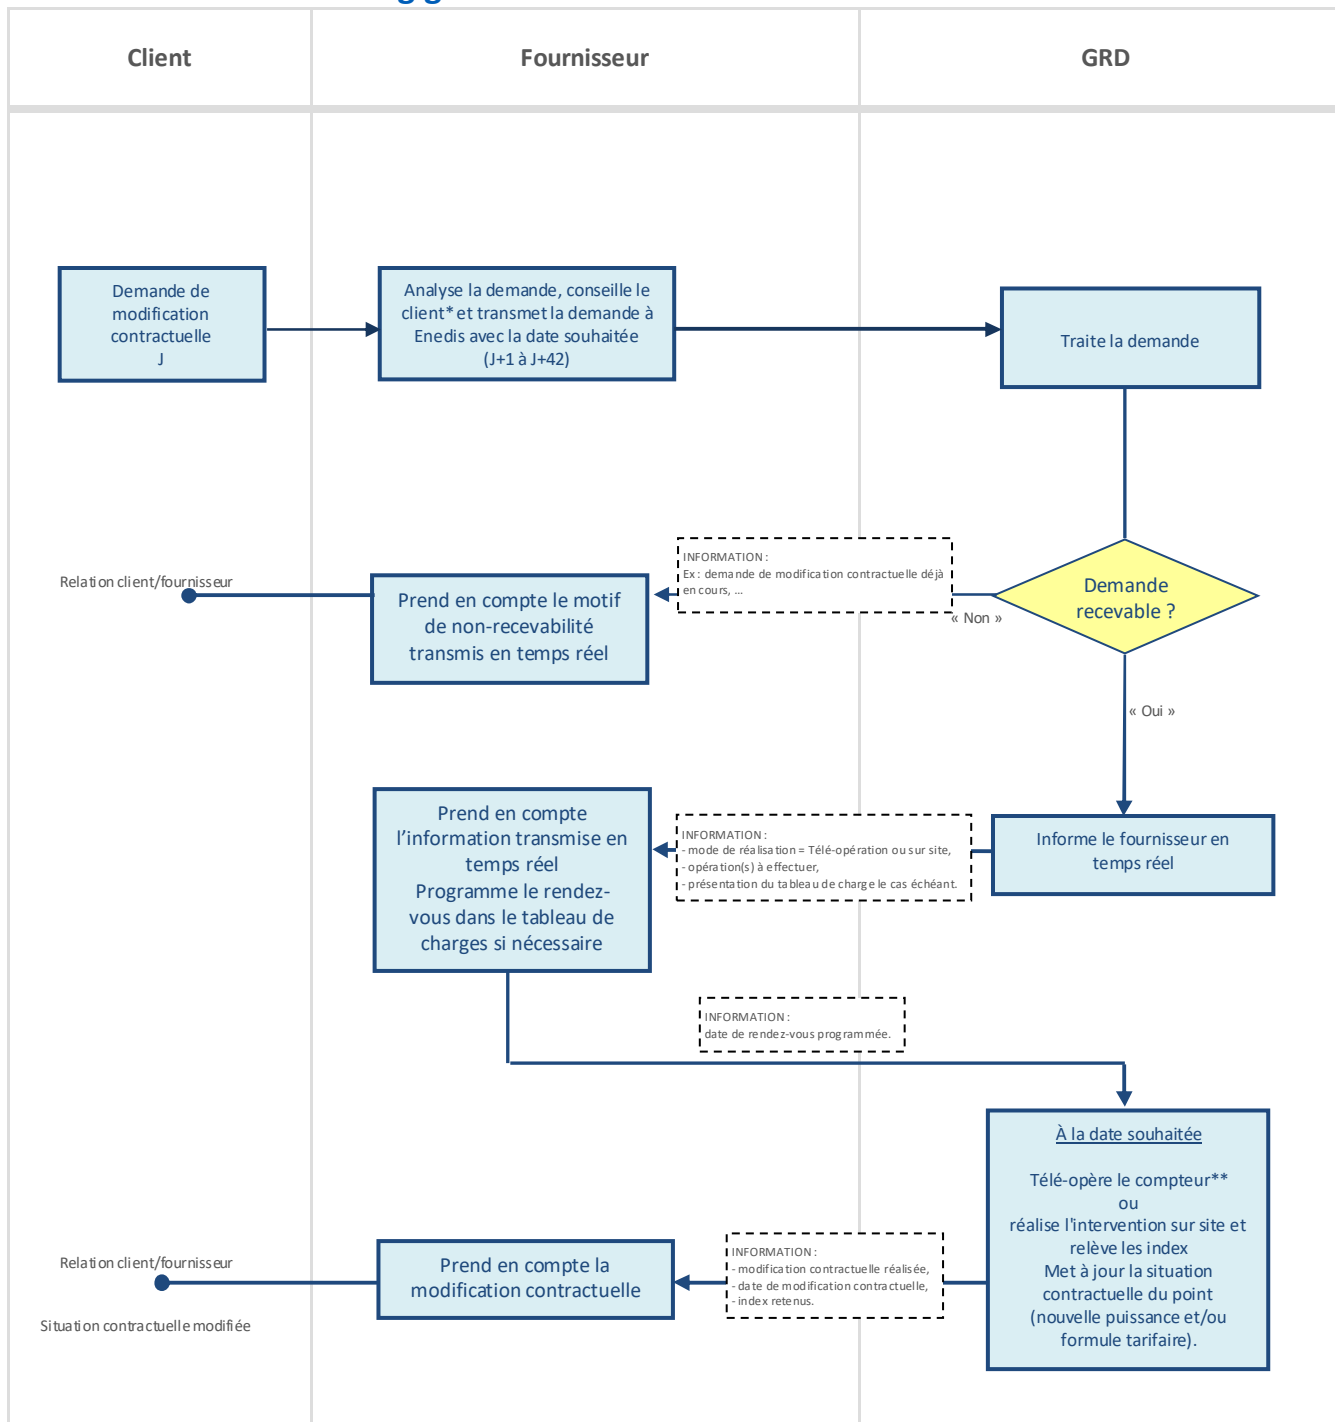 Client
Fournisseur
GRD
Demande de
modification
contractuelle
J
Analyse la demande, conseille le
client* et transmet la demande à
Enedis avec la date souhaitée
(J+1 à J+42)
Traite la demande
Demande
recevable ?
« Non »
INFORMATION :
Ex : demande de modification contractuelle déjà
en cours, ...
Prend en compte le motif
de non-recevabilité
transmis en temps réel
Relation client/fournisseur
« Oui »
Informe le fournisseur en
temps réel
INFORMATION :
- mode de réalisation = Télé-opération ou sur site,
- opération(s) à effectuer,
- présentation du tableau de charge le cas échéant.
Prend en compte
l’information transmise en
temps réel
Programme le rendez-
vous dans le tableau de
charges si nécessaire
INFORMATION :
date de rendez-vous programmée.
À la date souhaitée
Télé-opère le compteur**
ou
réalise l'intervention sur site et
relève les index
Met à jour la situation
contractuelle du point
(nouvelle puissance et/ou
formule tarifaire).
INFORMATION :
- modification contractuelle réalisée,
- date de modification contractuelle,
- index retenus.
Prend en compte la
modification contractuelle
Relation client/fournisseur
Situation contractuelle modifiée